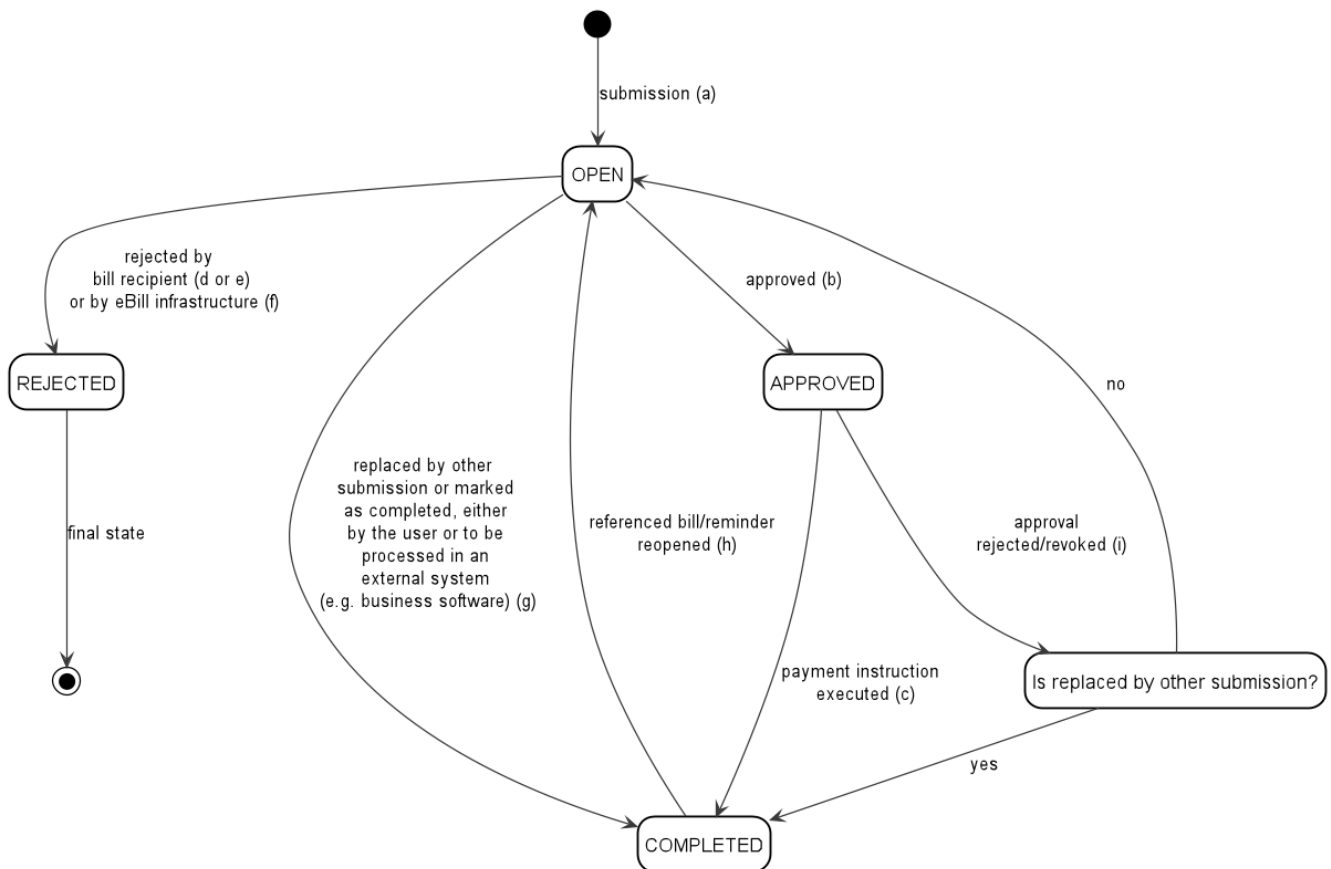 submission (a)
OPEN
rejected by
bill recipient (d or e)
or by eBill infrastructure (f)
approved (b)
REJECTED
APPROVED
no
replaced by other
submission or marked
as completed, either
by the user or to be
processed in an
external system
(e.g. business software) (g)
referenced bill/reminder
reopened (h)
approval
rejected/revoked (i)
final state
payment instruction
executed (c)
Is replaced by other submission?
yes
COMPLETED